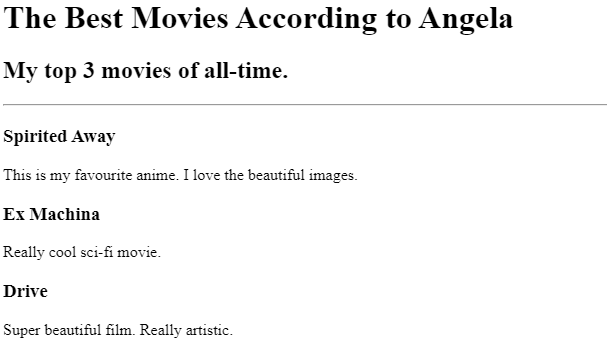 The Best Movies According to Angela
My top 3 movies of all-time.
Spirited Away
This is my favourite anime. I love the beautiful images.
Ex Machina
Really cool sci-fi movie.
Drive
Super beautiful film. Really artistic.